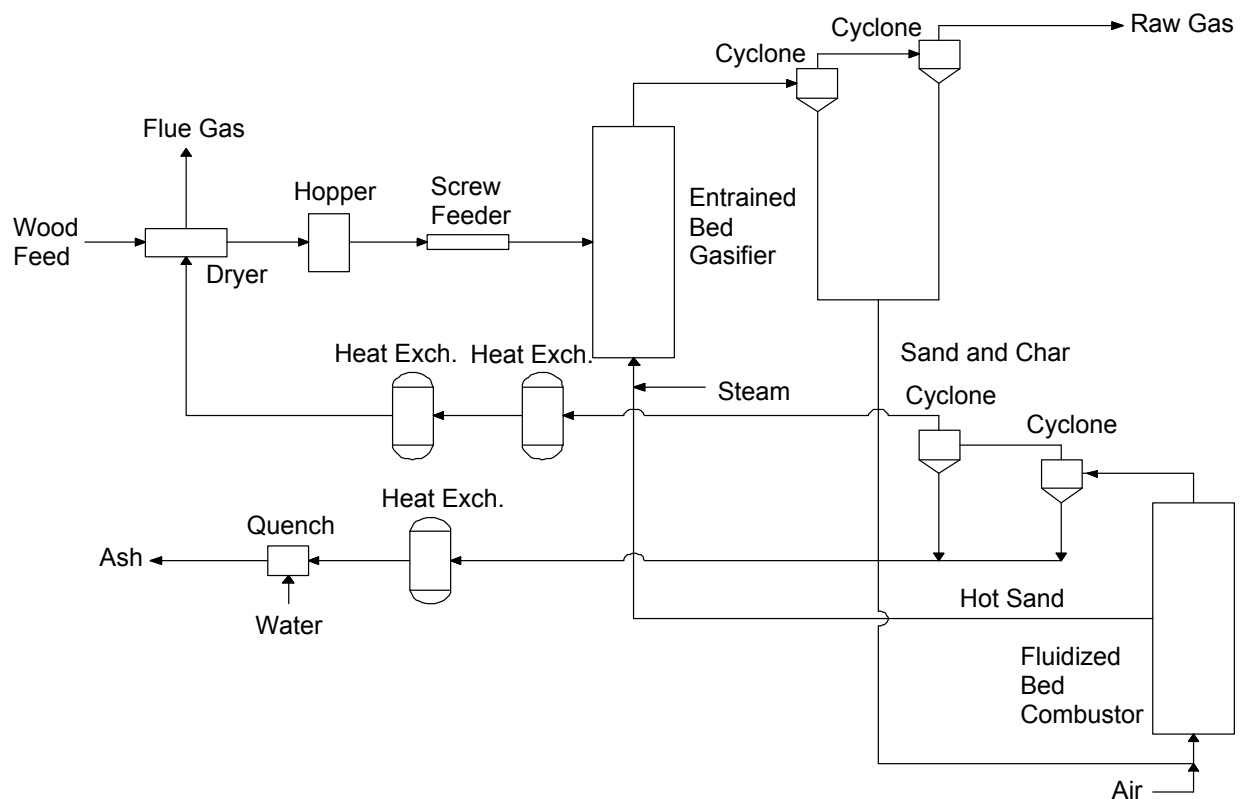 Cyclone
Cyclone
Raw Gas
Flue Gas
Hopper
Screw
Feeder
Wood
Feed
Dryer
Entrained
Bed
Gasifier
Heat Exch.
Heat Exch.
Sand and Char
Steam
Cyclone
Cyclone
Heat Exch.
Quench
Ash
Water
Hot Sand
Fluidized
Bed
Combustor
Air